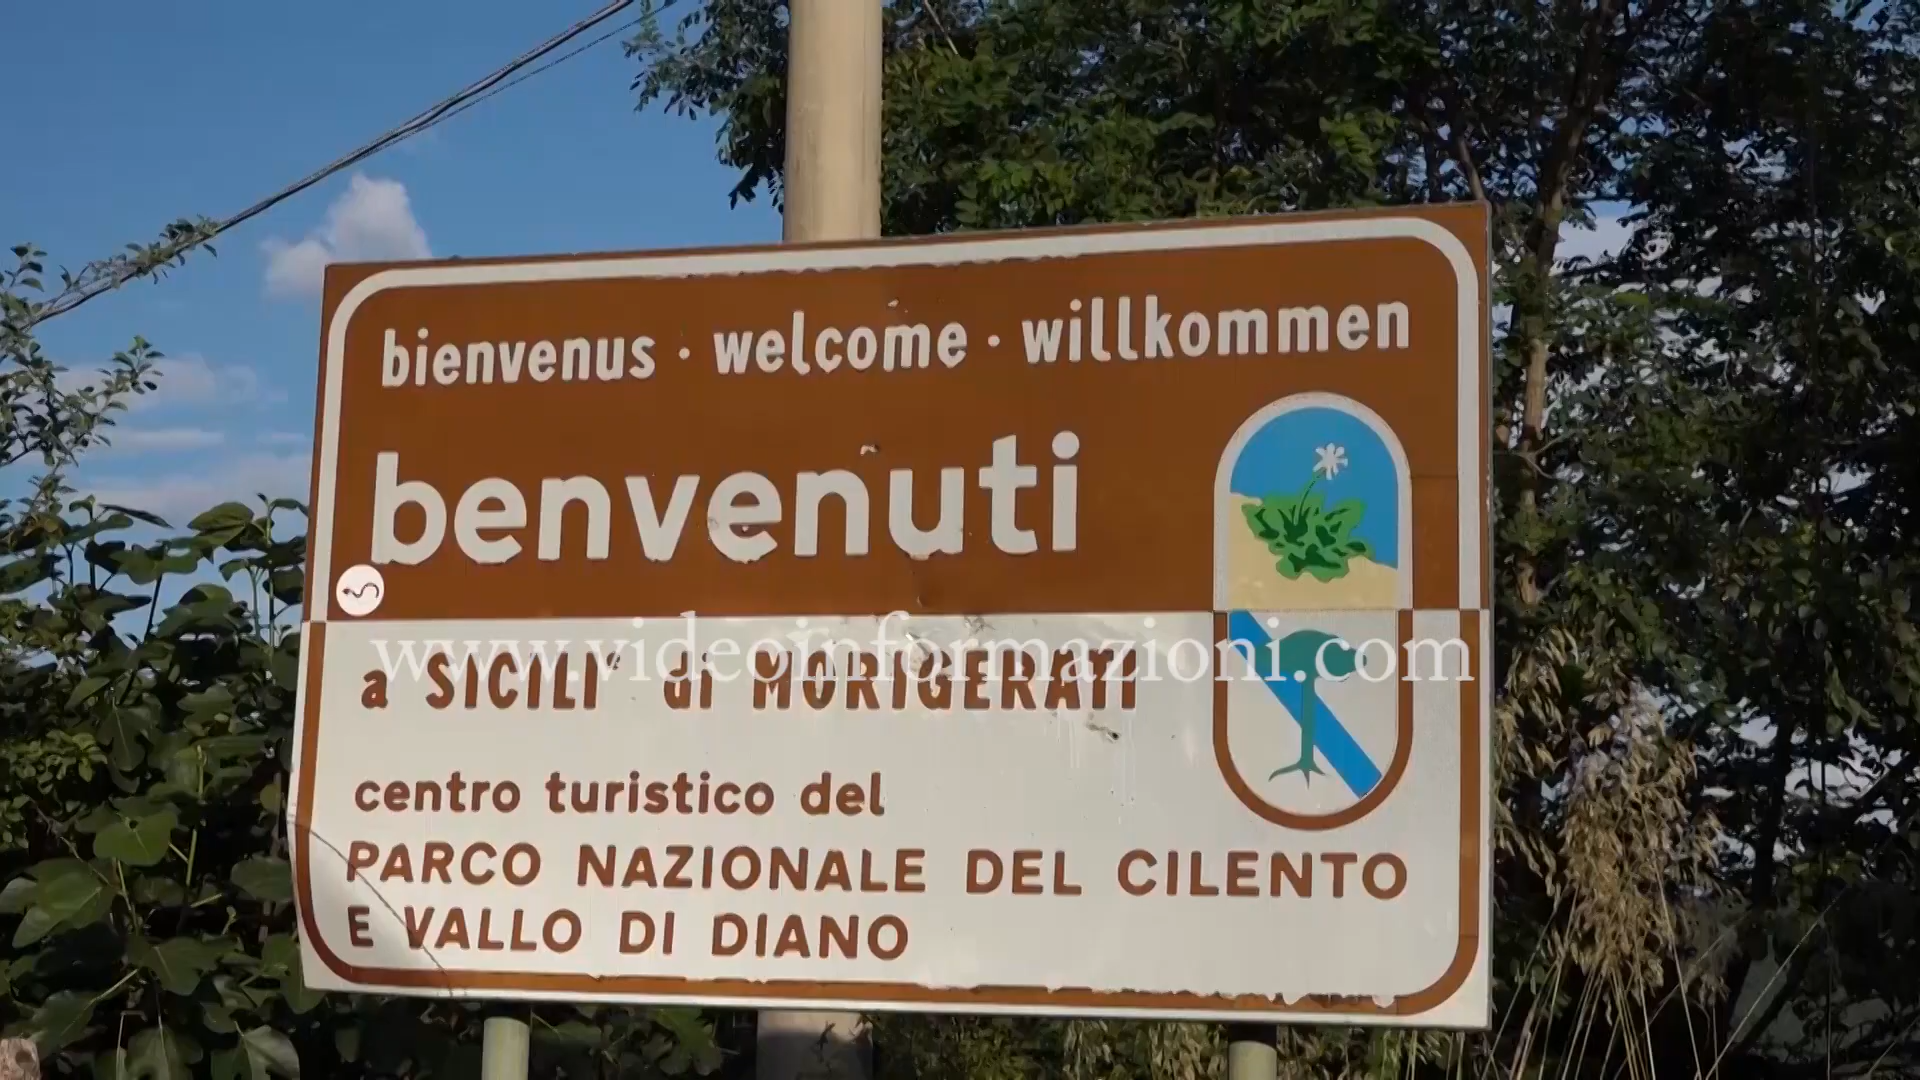 bienvenus · welcome · willkommen
benvenuti
www.videoinformazioni.com
a SICILI' di MORIGERATI
centro turistico del
PARCO NAZIONALE DEL CILENTO
E VALLO DI DIANO